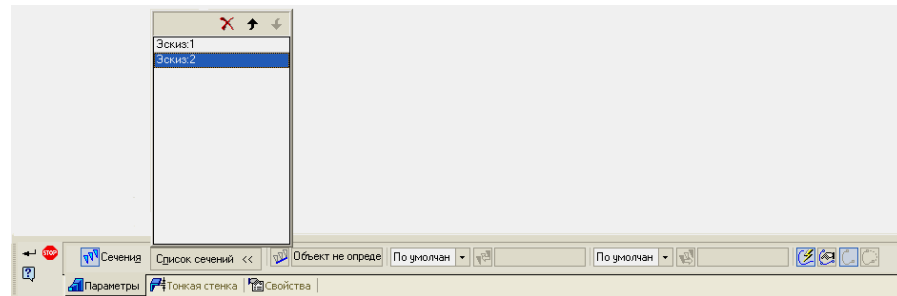 Эскиз:1
Эскиз:2
STOP Сечения Список сечений << Объект не опреде По умолчан По умолчан
Параметры Тонкая стенка Свойства